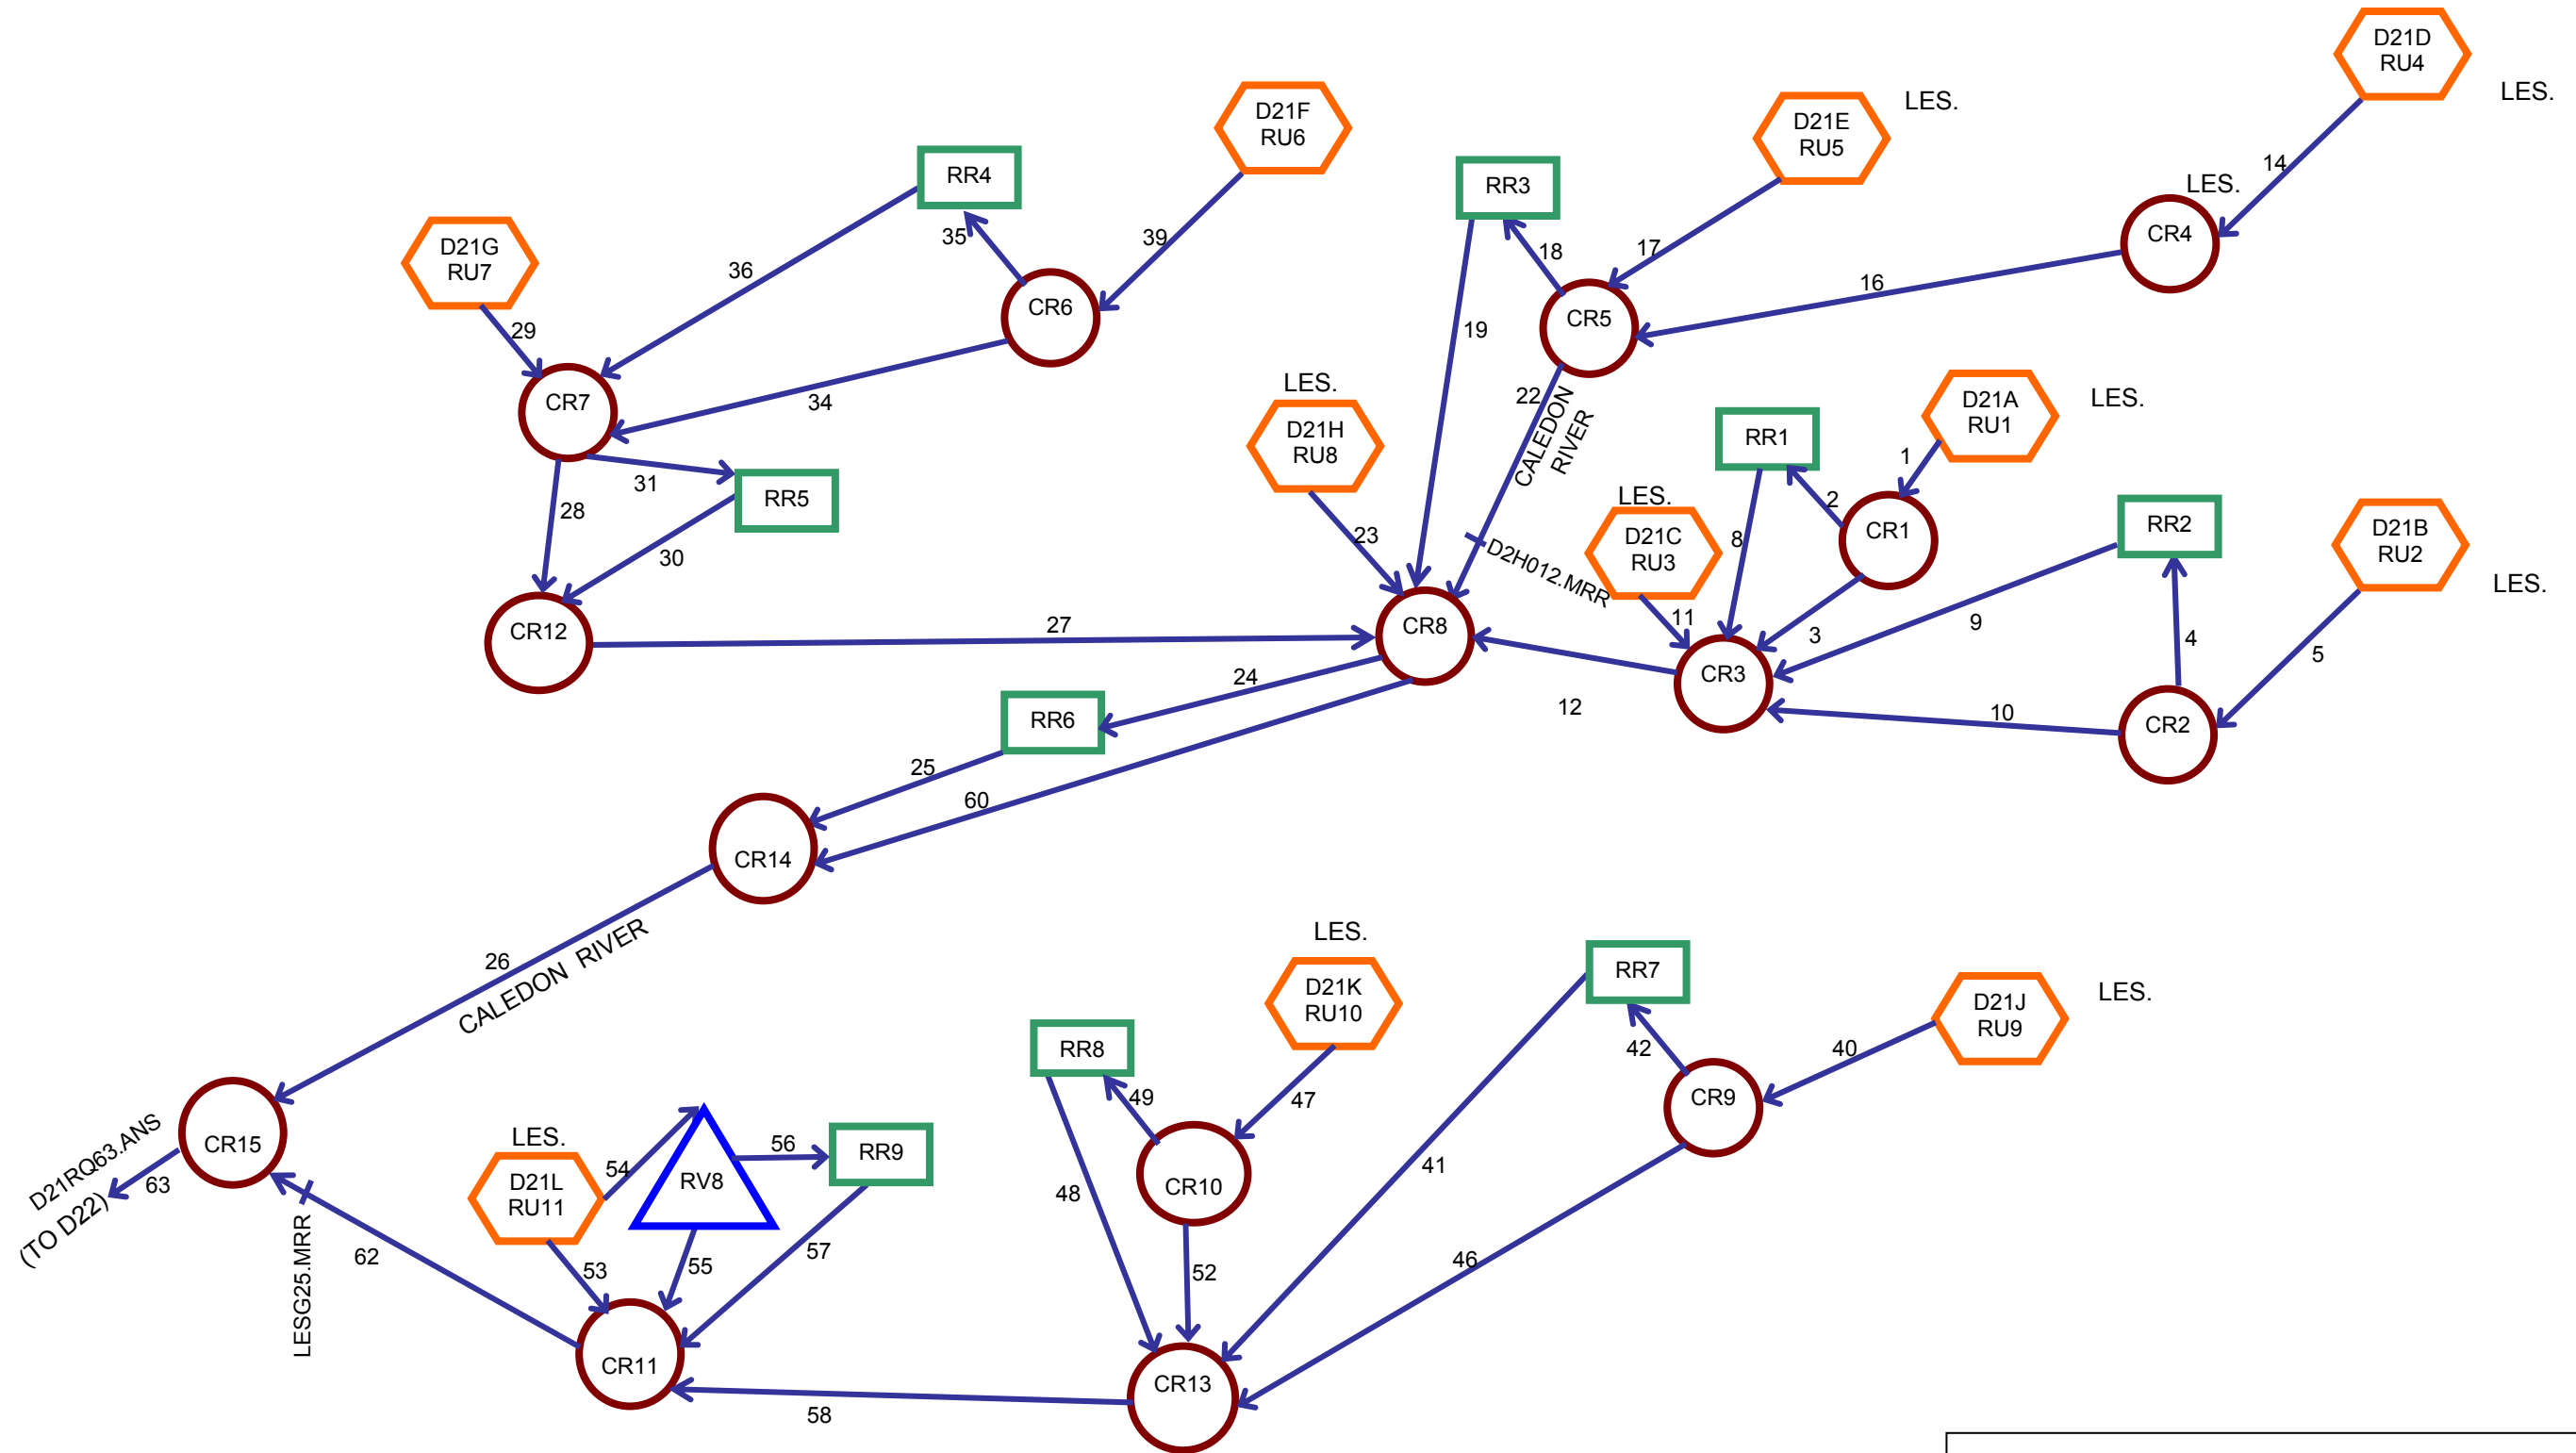 D21D
RU4
LES.
14
LES.
CR4
16
D21E
RU5
LES.
17
RR3
18
CR5
19
22
CALEDON
RIVER
D2H012.MRR
D21F
RU6
39
RR4
35
CR6
36
34
D21G
RU7
29
CR7
31
RR5
28
30
CR12
27
LES.
D21H
RU8
23
CR8
LES.
D21C
RU3
11
D21A
RU1
LES.
1
RR1
2
CR1
8
3
RR2
D21B
RU2
LES.
9
4
5
CR3
10
CR2
12
24
RR6
25
60
CR14
26
CALEDON RIVER
LES.
D21K
RU10
RR7
D21J
RU9
LES.
RR8
49
47
42
40
CR9
CR10
48
52
41
46
CR13
58
CR15
D21RQ63.ANS
(TO D22)
63
LES.
D21L
RU11
54
RV8
56
RR9
53
55
57
62
LESG25.MRR
CR11